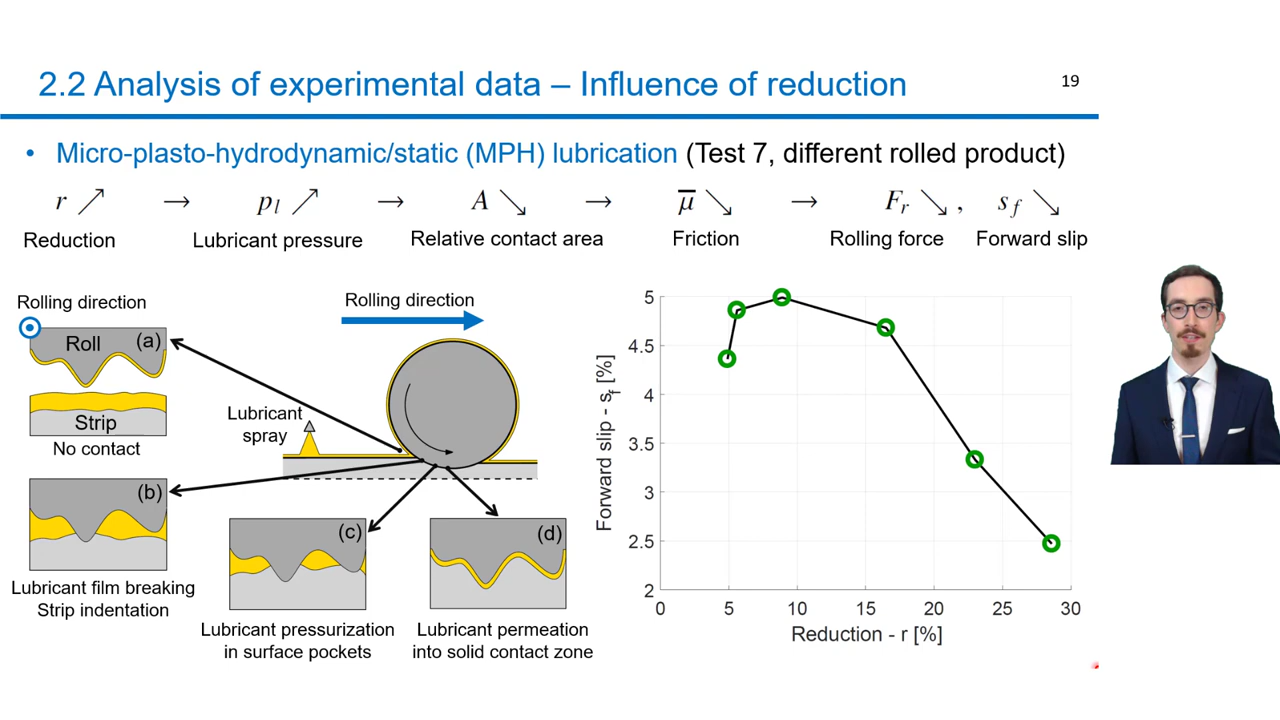 2.2 Analysis of experimental data – Influence of reduction
19
• Micro-plasto-hydrodynamic/static (MPH) lubrication (Test 7, different rolled product)
r ↗ → p_l ↗ → A ↘ → μ̅ ↘ → F_r ↘ , s_f ↘
Reduction Lubricant pressure Relative contact area Friction Rolling force Forward slip
Rolling direction
Roll
(a)
Strip
No contact
(b)
Lubricant film breaking
Strip indentation
Rolling direction
Lubricant
spray
(c)
Lubricant pressurization
in surface pockets
(d)
Lubricant permeation
into solid contact zone
Forward slip - s_f [%]
5
4.5
4
3.5
3
2.5
2
0 5 10 15 20 25 30
Reduction - r [%]